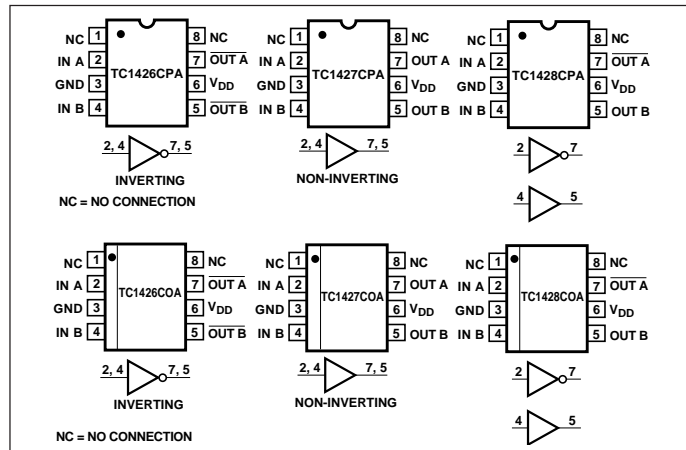 NC 1 8 NC NC 1 8 NC NC 1 8 NC
IN A 2 7 OUT A IN A 2 7 OUT A IN A 2 7 OUT A
TC1426CPA TC1427CPA TC1428CPA
GND 3 6 VDD GND 3 6 VDD GND 3 6 VDD
IN B 4 5 OUT B IN B 4 5 OUT B IN B 4 5 OUT B
2, 4 7, 5 2, 4 7, 5 2 7
INVERTING NON-INVERTING
NC = NO CONNECTION 4 5
NC 1 8 NC NC 1 8 NC NC 1 8 NC
IN A 2 7 OUT A IN A 2 7 OUT A IN A 2 7 OUT A
TC1426COA TC1427COA TC1428COA
GND 3 6 VDD GND 3 6 VDD GND 3 6 VDD
IN B 4 5 OUT B IN B 4 5 OUT B IN B 4 5 OUT B
2, 4 7, 5 2, 4 7, 5 2 7
INVERTING NON-INVERTING
4 5
NC = NO CONNECTION